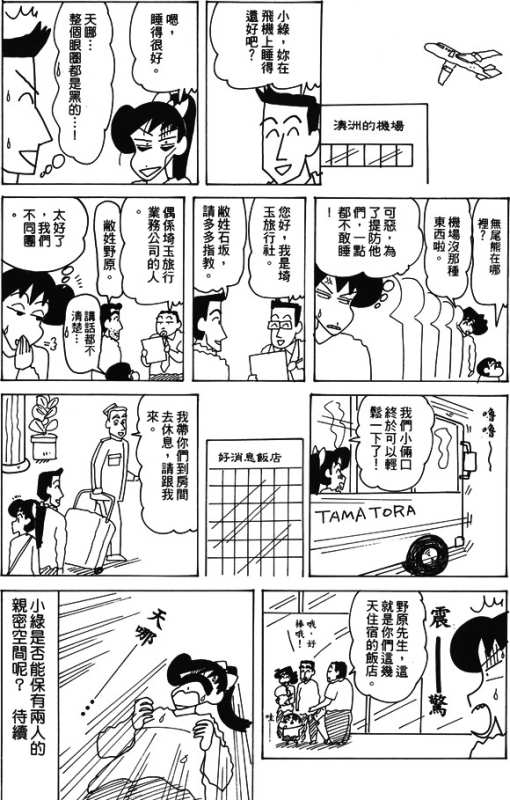 澳洲的機場
小綠，妳在
飛機上睡得
還好吧？
嗯，
睡得很好。
天哪…
整個眼圈都
是黑的…！
無尾熊在哪
裡？
機場沒那種
東西啦。
可惡，為
了提防他
們，一點
都不敢睡
！
您好，我是埼
玉旅行社。
敝姓石坂，
請多多指教。
偶係埼玉旅行
業務公司的人
敝姓野原。
講話都不
清楚…
太好了
，我們
不同團
。
嚕嚕
我們小倆口
終於可以輕
鬆一下了！
TAMATORA
好消息飯店
我帶你們到房間
去休息，請跟我
來。
震——驚
野原先生，這
就是你們這幾
天住宿的飯店。
哦，好
棒哦！
哇
天哪
小綠是否能保有兩人的
親密空間呢？　待續